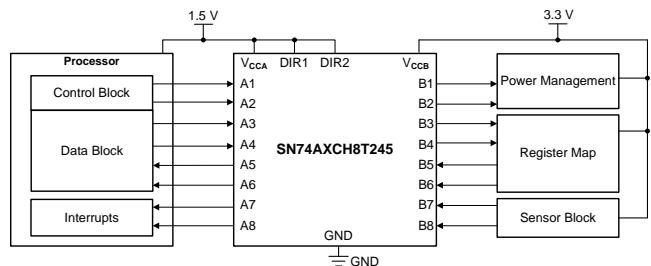 1.5 V
3.3 V
Processor
Control Block
Data Block
Interrupts
VCCA
DIR1
DIR2
VCCB
A1
A2
A3
A4
A5
A6
A7
A8
SN74AXCH8T245
B1
B2
B3
B4
B5
B6
B7
B8
GND
GND
Power Management
Register Map
Sensor Block